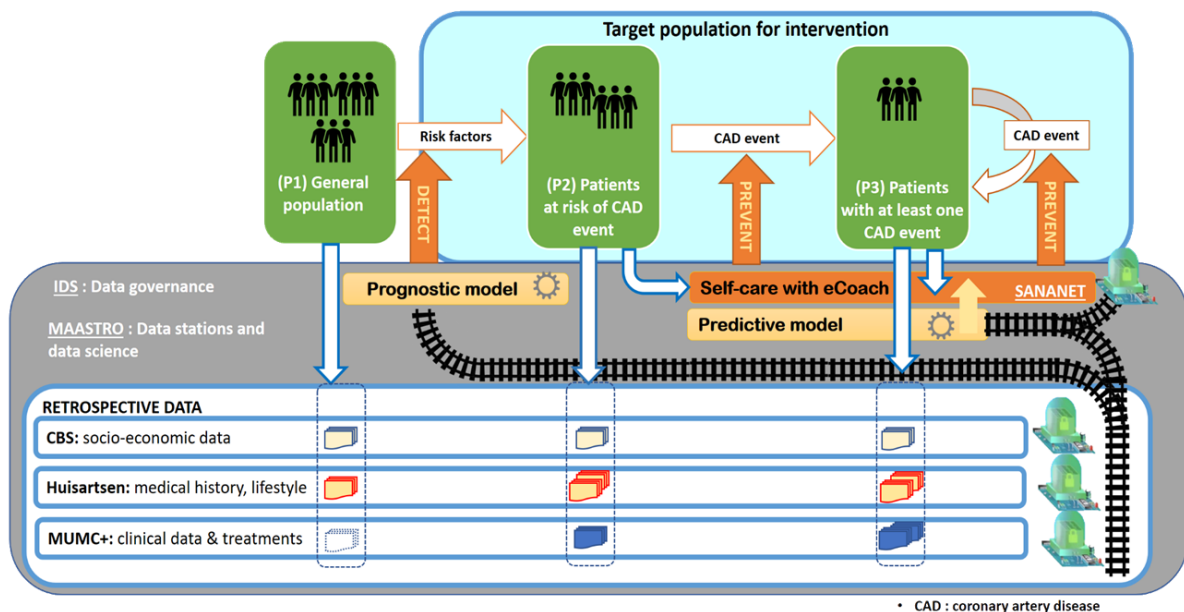 Target population for intervention
(P1) General
population
Risk factors
(P2) Patients
at risk of CAD
event
CAD event
(P3) Patients
with at least one
CAD event
CAD event
DETECT
PREVENT
PREVENT
IDS : Data governance
MAASTRO : Data stations and
data science
Prognostic model
Self-care with eCoach
SANANET
Predictive model
RETROSPECTIVE DATA
CBS: socio-economic data
Huisartsen: medical history, lifestyle
MUMC+: clinical data & treatments
• CAD : coronary artery disease